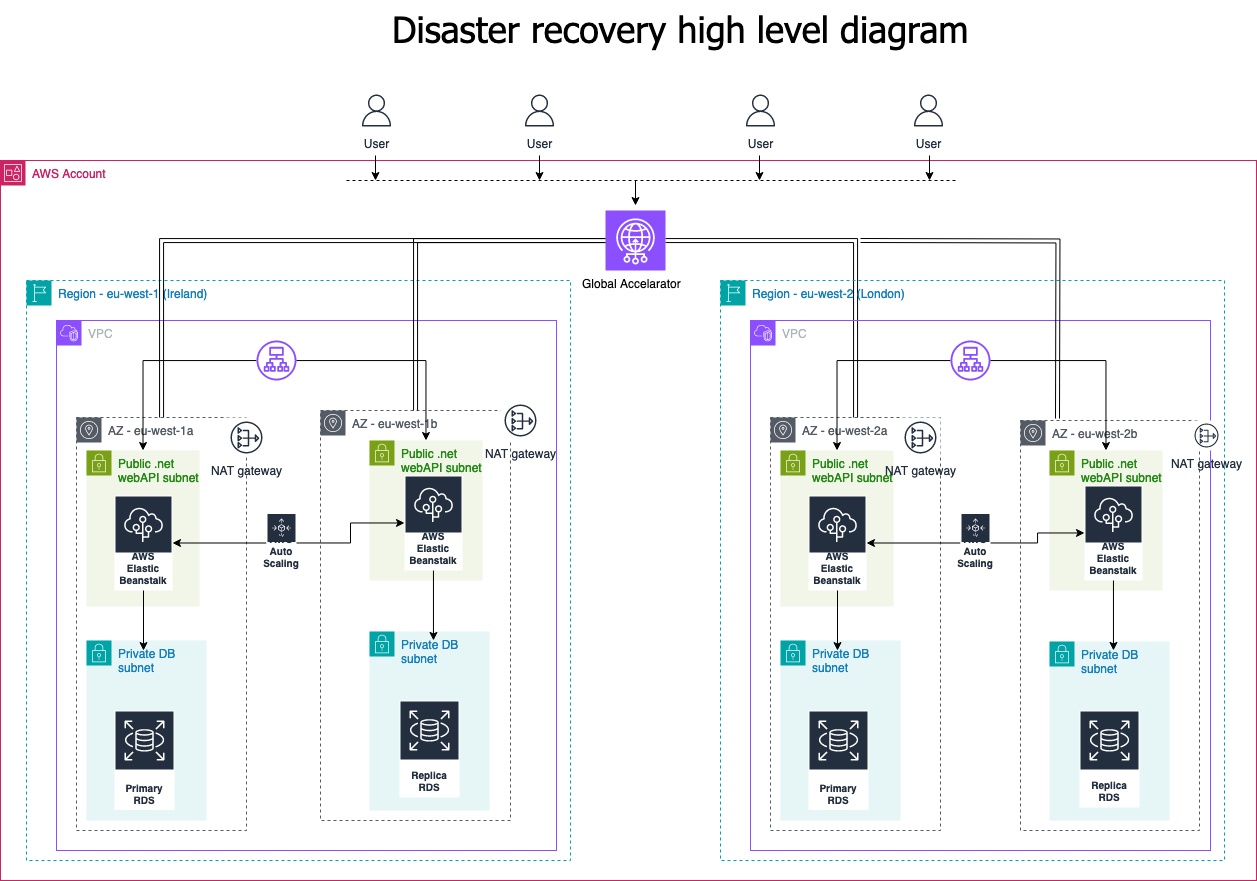 Disaster recovery high level diagram
User
User
User
User
AWS Account
Global Accelarator
Region - eu-west-1 (Ireland)
VPC
AZ - eu-west-1a
NAT gateway
Public .net
webAPI subnet
AWS
Elastic
Beanstalk
Auto
Scaling
Private DB
subnet
Primary
RDS
AZ - eu-west-1b
NAT gateway
Public .net
webAPI subnet
AWS
Elastic
Beanstalk
Private DB
subnet
Replica
RDS
Region - eu-west-2 (London)
VPC
AZ - eu-west-2a
NAT gateway
Public .net
webAPI subnet
AWS
Elastic
Beanstalk
Auto
Scaling
Private DB
subnet
Primary
RDS
AZ - eu-west-2b
NAT gateway
Public .net
webAPI subnet
AWS
Elastic
Beanstalk
Private DB
subnet
Replica
RDS